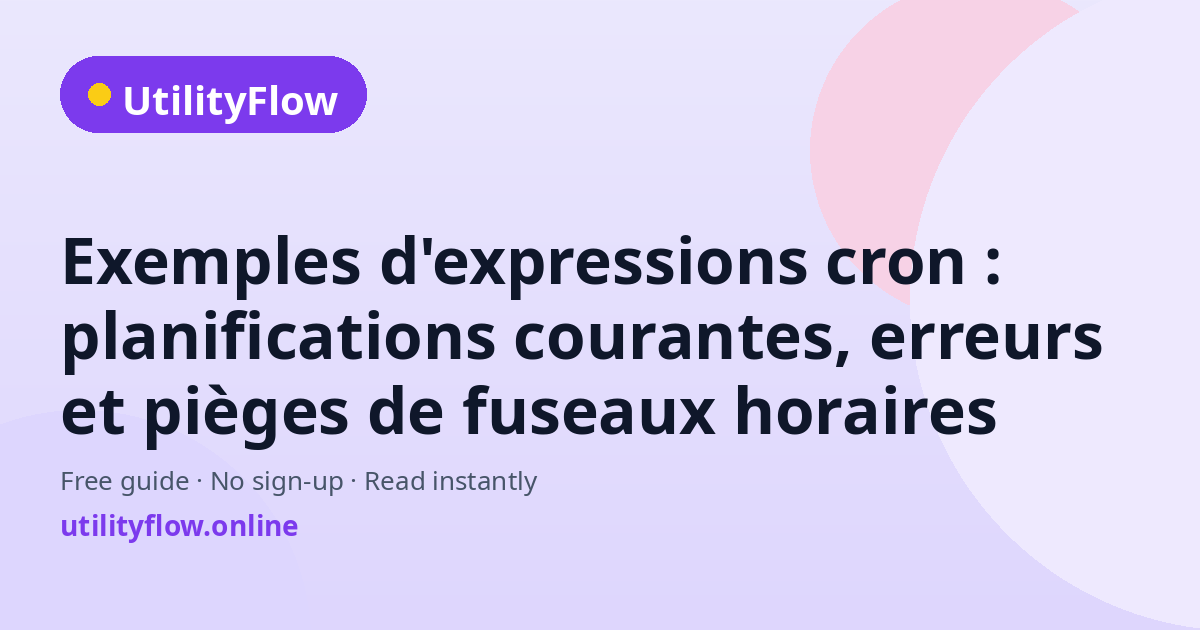 UtilityFlow
Exemples d'expressions cron :
planifications courantes, erreurs
et pièges de fuseaux horaires
Free guide · No sign-up · Read instantly
utilityflow.online